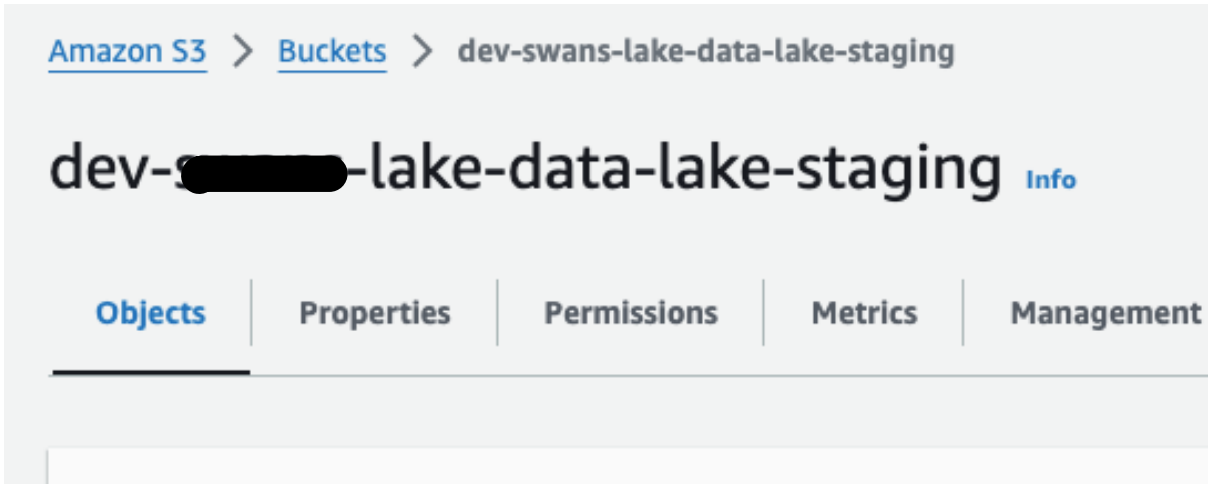 Amazon S3 > Buckets > dev-swans-lake-data-lake-staging
dev-s-lake-data-lake-staging Info
Objects Properties Permissions Metrics Management